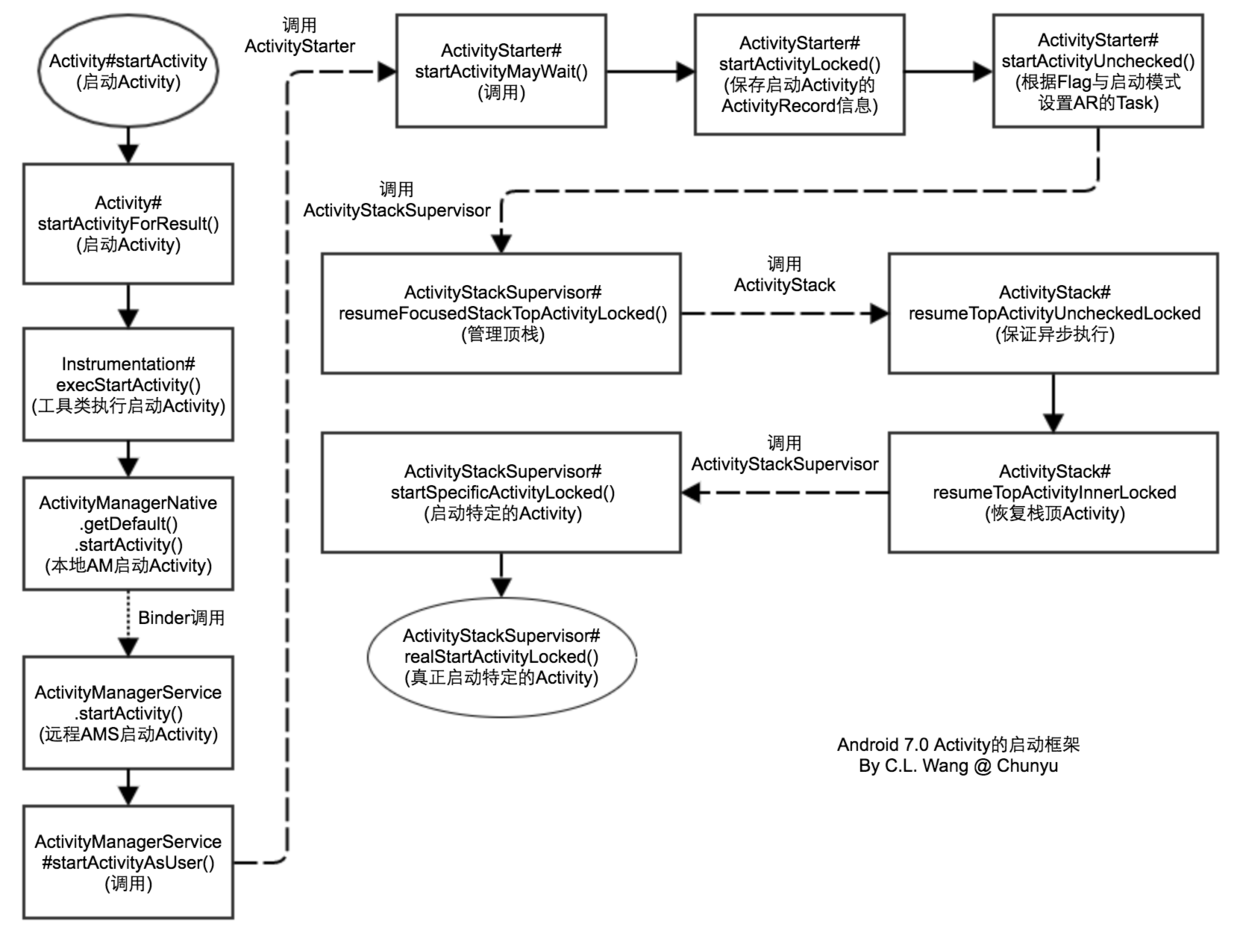 Activity#startActivity
(启动Activity)
Activity#
startActivityForResult()
(启动Activity)
Instrumentation#
execStartActivity()
(工具类执行启动Activity)
ActivityManagerNative
.getDefault()
.startActivity()
(本地AM启动Activity)
Binder调用
ActivityManagerService
.startActivity()
(远程AMS启动Activity)
ActivityManagerService
#startActivityAsUser()
(调用)
调用
ActivityStarter
ActivityStarter#
startActivityMayWait()
(调用)
ActivityStarter#
startActivityLocked()
(保存启动Activity的
ActivityRecord信息)
ActivityStarter#
startActivityUnchecked()
(根据Flag与启动模式
设置AR的Task)
调用
ActivityStackSupervisor
ActivityStackSupervisor#
resumeFocusedStackTopActivityLocked()
(管理顶栈)
调用
ActivityStack
ActivityStack#
resumeTopActivityUncheckedLocked
(保证异步执行)
ActivityStack#
resumeTopActivityInnerLocked
(恢复栈顶Activity)
调用
ActivityStackSupervisor
ActivityStackSupervisor#
startSpecificActivityLocked()
(启动特定的Activity)
ActivityStackSupervisor#
realStartActivityLocked()
(真正启动特定的Activity)
Android 7.0 Activity的启动框架
By C.L. Wang @ Chunyu